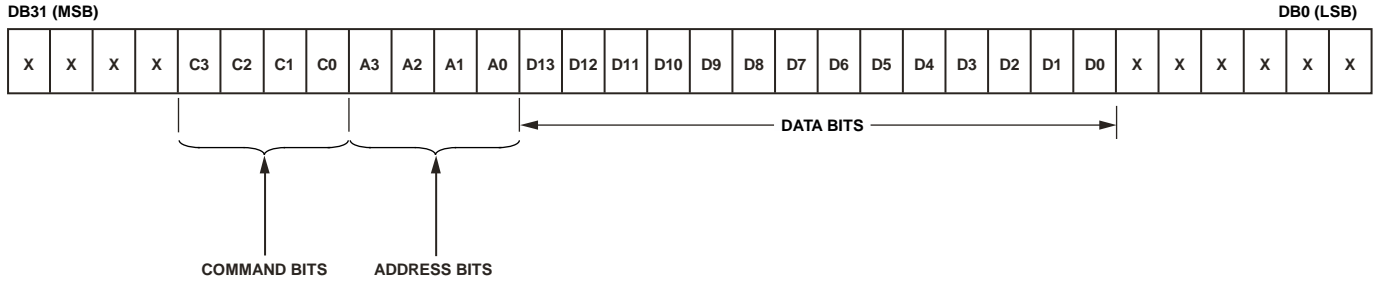 DB31 (MSB) DB0 (LSB)
X X X X C3 C2 C1 C0 A3 A2 A1 A0 D13 D12 D11 D10 D9 D8 D7 D6 D5 D4 D3 D2 D1 D0 X X X X X X
DATA BITS
COMMAND BITS ADDRESS BITS